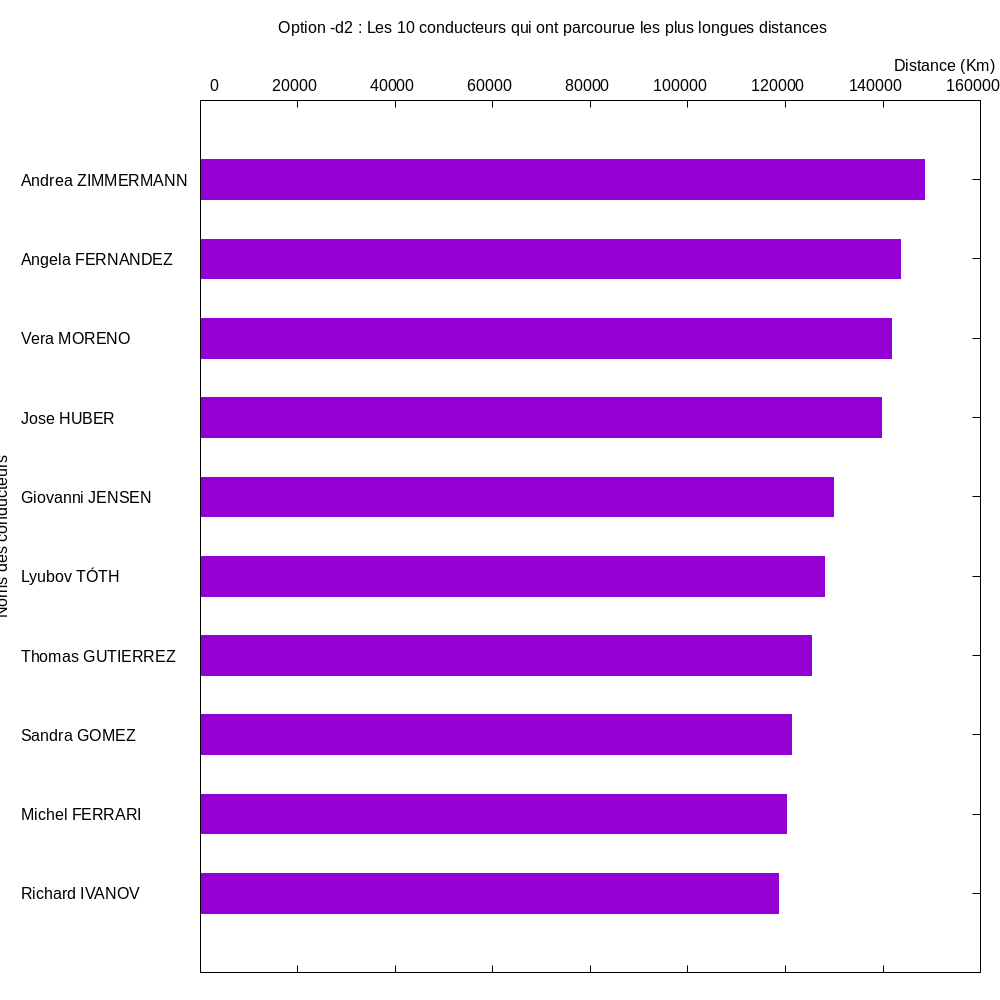 Option -d2 : Les 10 conducteurs qui ont parcourue les plus longues distances
Distance (Km)
0 20000 40000 60000 80000 100000 120000 140000 160000
Andrea ZIMMERMANN
Angela FERNANDEZ
Vera MORENO
Jose HUBER
Noms des conducteurs
Giovanni JENSEN
Lyubov TÓTH
Thomas GUTIERREZ
Sandra GOMEZ
Michel FERRARI
Richard IVANOV